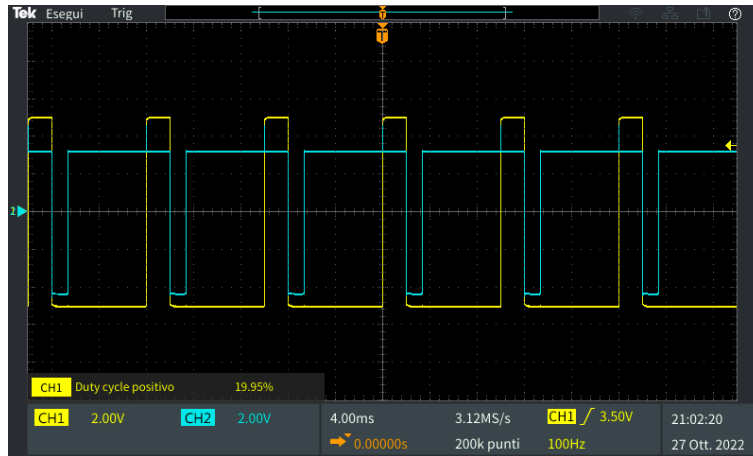 Tek Esegui Trig
T
T
2
CH1 Duty cycle positivo 19.95%
CH1 2.00V CH2 2.00V
4.00ms 3.12MS/s CH1 3.50V
0.00000s 200k punti 100Hz
21:02:20
27 Ott. 2022